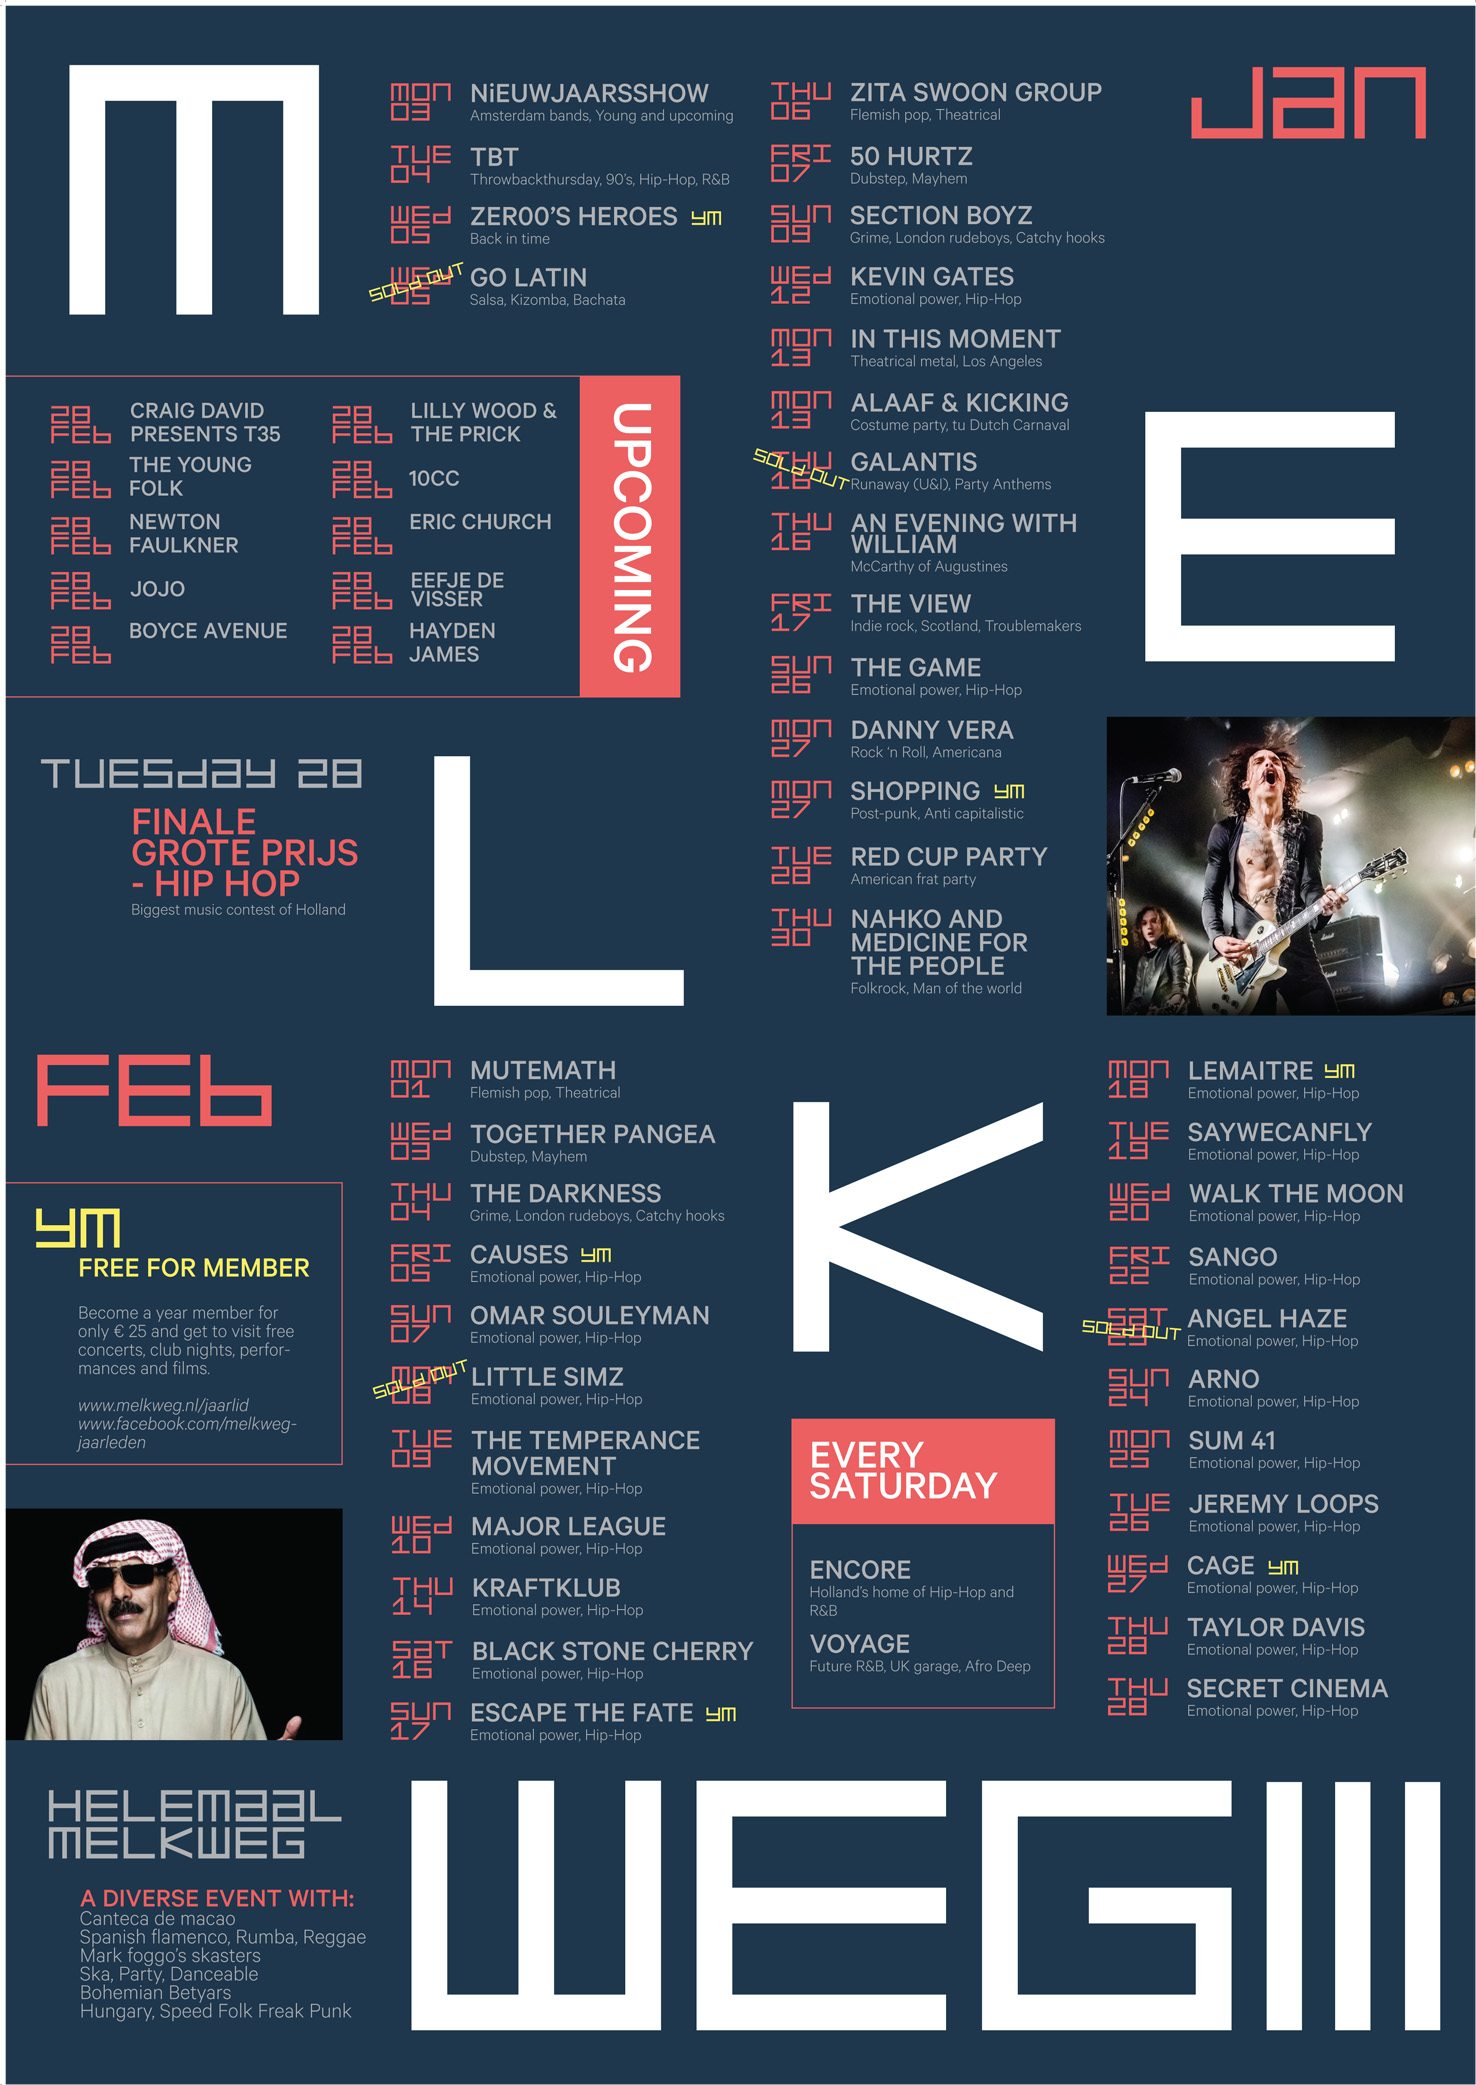 M
MON
03
NiEUWJAARSSHOW
Amsterdam bands, Young and upcoming
TUE
04
TBT
Throwbackthursday, 90's, Hip-Hop, R&B
WEd
05
ZER00'S HEROES ym
Back in time
WEd
05
SOLd OUT
GO LATIN
Salsa, Kizomba, Bachata
Jan
THU
06
ZITA SWOON GROUP
Flemish pop, Theatrical
FRI
07
50 HURTZ
Dubstep, Mayhem
SUN
09
SECTION BOYZ
Grime, London rudeboys, Catchy hooks
WEd
12
KEVIN GATES
Emotional power, Hip-Hop
MON
13
IN THIS MOMENT
Theatrical metal, Los Angeles
MON
13
ALAAF & KICKING
Costume party, tu Dutch Carnaval
THU
16
SOLd OUT
GALANTIS
Runaway (U&I), Party Anthems
THU
16
AN EVENING WITH
WILLIAM
McCarthy of Augustines
FRI
17
THE VIEW
Indie rock, Scotland, Troublemakers
SUN
26
THE GAME
Emotional power, Hip-Hop
MON
27
DANNY VERA
Rock 'n Roll, Americana
MON
27
SHOPPING ym
Post-punk, Anti capitalistic
TUE
28
RED CUP PARTY
American frat party
THU
30
NAHKO AND
MEDICINE FOR
THE PEOPLE
Folkrock, Man of the world
E
UPCOMING
28
FEb
CRAIG DAVID
PRESENTS T35
28
FEb
THE YOUNG
FOLK
28
FEb
NEWTON
FAULKNER
28
FEb
JOJO
28
FEb
BOYCE AVENUE
28
FEb
LILLY WOOD &
THE PRICK
28
FEb
10CC
28
FEb
ERIC CHURCH
28
FEb
EEFJE DE
VISSER
28
FEb
HAYDEN
JAMES
TUESday 28
FINALE
GROTE PRIJS
- HIP HOP
Biggest music contest of Holland
L
FEb
ym
FREE FOR MEMBER
Become a year member for
only € 25 and get to visit free
concerts, club nights, perfor-
mances and films.
www.melkweg.nl/jaarlid
www.facebook.com/melkweg-
jaarleden
MON
01
MUTEMATH
Flemish pop, Theatrical
WEd
03
TOGETHER PANGEA
Dubstep, Mayhem
THU
04
THE DARKNESS
Grime, London rudeboys, Catchy hooks
FRI
05
CAUSES ym
Emotional power, Hip-Hop
SUN
07
OMAR SOULEYMAN
Emotional power, Hip-Hop
MON
08
SOLd OUT
LITTLE SIMZ
Emotional power, Hip-Hop
TUE
09
THE TEMPERANCE
MOVEMENT
Emotional power, Hip-Hop
WEd
10
MAJOR LEAGUE
Emotional power, Hip-Hop
THU
14
KRAFTKLUB
Emotional power, Hip-Hop
SaT
16
BLACK STONE CHERRY
Emotional power, Hip-Hop
SUN
17
ESCAPE THE FATE ym
Emotional power, Hip-Hop
K
EVERY
SATURDAY
ENCORE
Holland's home of Hip-Hop and
R&B
VOYAGE
Future R&B, UK garage, Afro Deep
MON
18
LEMAITRE ym
Emotional power, Hip-Hop
TUE
19
SAYWECANFLY
Emotional power, Hip-Hop
WEd
20
WALK THE MOON
Emotional power, Hip-Hop
FRI
22
SANGO
Emotional power, Hip-Hop
SaT
23
SOLd OUT
ANGEL HAZE
Emotional power, Hip-Hop
SUN
24
ARNO
Emotional power, Hip-Hop
MON
25
SUM 41
Emotional power, Hip-Hop
TUE
26
JEREMY LOOPS
Emotional power, Hip-Hop
WEd
27
CAGE ym
Emotional power, Hip-Hop
THU
28
TAYLOR DAVIS
Emotional power, Hip-Hop
THU
28
SECRET CINEMA
Emotional power, Hip-Hop
HELEMaaL
MELKWEG
A DIVERSE EVENT WITH:
Canteca de macao
Spanish flamenco, Rumba, Reggae
Mark foggo's skasters
Ska, Party, Danceable
Bohemian Betyars
Hungary, Speed Folk Freak Punk
WEG